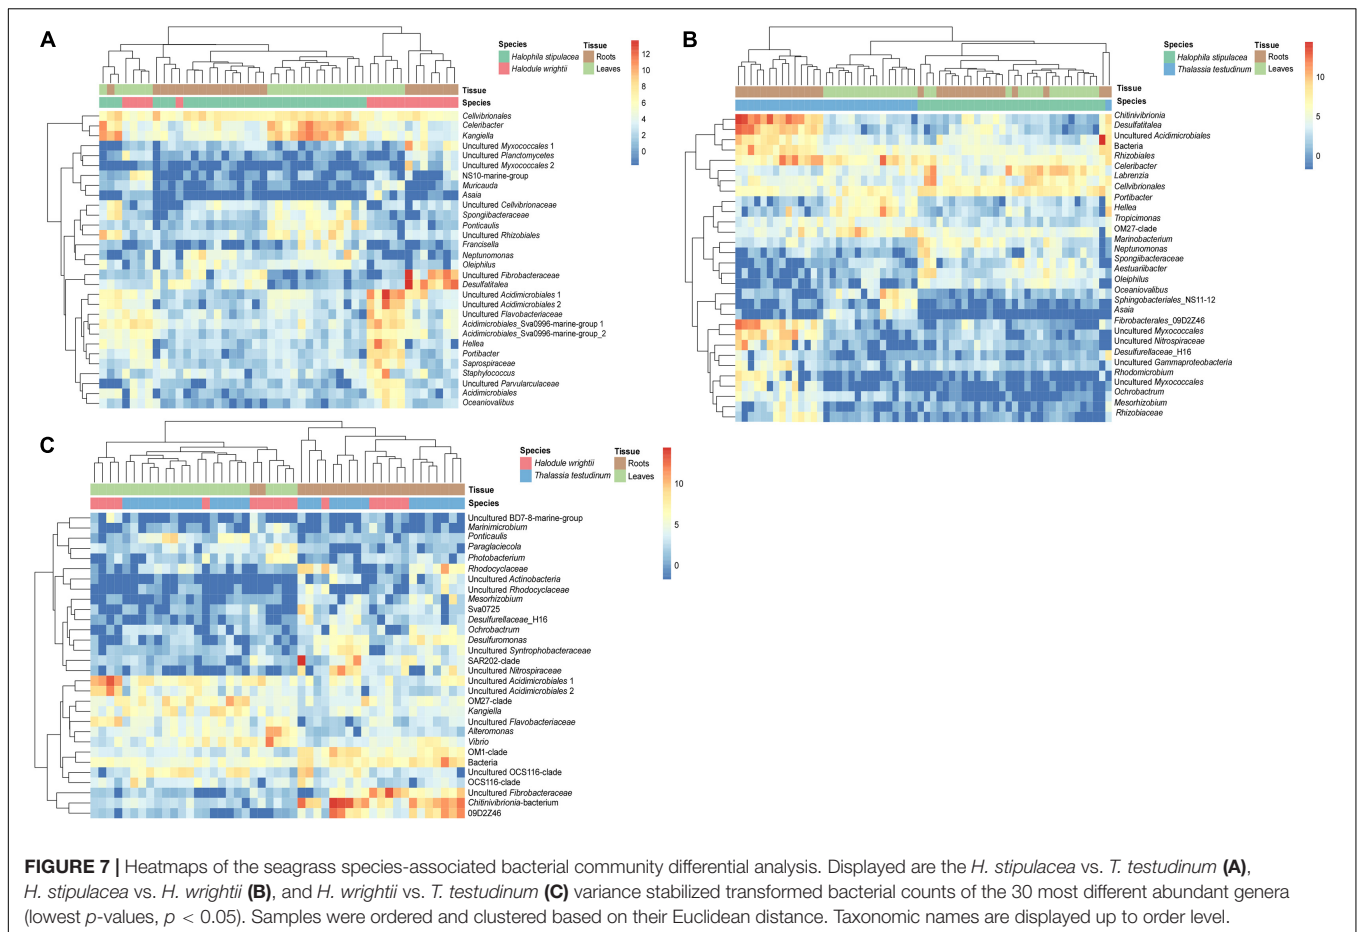 A
Species
Tissue
Halophila stipulacea
Roots
Halodule wrightii
Leaves
12
10
8
6
4
2
0
Tissue
Species
Cellvibrionales
Celeribacter
Kangiella
Uncultured Myxococcales 1
Uncultured Planctomycetes
Uncultured Myxococcales 2
NS10-marine-group
Muricauda
Asaia
Uncultured Cellvibrionaceae
Spongiibacteraceae
Ponticaulis
Uncultured Rhizobiales
Francisella
Neptunomonas
Oleiphilus
Uncultured Fibrobacteraceae
Desulfatitalea
Uncultured Acidimicrobiales 1
Uncultured Acidimicrobiales 2
Uncultured Flavobacteriaceae
Acidimicrobiales_Sva0996-marine-group 1
Acidimicrobiales_Sva0996-marine-group_2
Hellea
Portibacter
Saprospiraceae
Staphylococcus
Uncultured Parvularculaceae
Acidimicrobiales
Oceaniovalibus
B
Species
Tissue
Halophila stipulacea
Roots
Thalassia testudinum
Leaves
10
5
0
Tissue
Species
Chitinivibrionia
Desulfatitalea
Uncultured Acidimicrobiales
Bacteria
Rhizobiales
Celeribacter
Labrenzia
Cellvibrionales
Portibacter
Hellea
Tropicimonas
OM27-clade
Marinobacterium
Neptunomonas
Spongiibacteraceae
Aestuariibacter
Oleiphilus
Oceaniovalibus
Sphingobacteriales_NS11-12
Asaia
Fibrobacterales_09D2Z46
Uncultured Myxococcales
Uncultured Nitrospiraceae
Desulfurellaceae_H16
Uncultured Gammaproteobacteria
Rhodomicrobium
Uncultured Myxococcales
Ochrobactrum
Mesorhizobium
Rhizobiaceae
C
Species
Tissue
Halodule wrightii
Roots
Thalassia testudinum
Leaves
10
5
0
Tissue
Species
Uncultured BD7-8-marine-group
Marinimicrobium
Ponticaulis
Paraglaciecola
Photobacterium
Rhodocyclaceae
Uncultured Actinobacteria
Uncultured Rhodocyclaceae
Mesorhizobium
Sva0725
Desulfurellaceae_H16
Ochrobactrum
Desulfuromonas
Uncultured Syntrophobacteraceae
SAR202-clade
Uncultured Nitrospiraceae
Uncultured Acidimicrobiales 1
Uncultured Acidimicrobiales 2
OM27-clade
Kangiella
Uncultured Flavobacteriaceae
Alteromonas
Vibrio
OM1-clade
Bacteria
Uncultured OCS116-clade
OCS116-clade
Uncultured Fibrobacteraceae
Chitinivibrionia-bacterium
09D2Z46
FIGURE 7 | Heatmaps of the seagrass species-associated bacterial community differential analysis. Displayed are the H. stipulacea vs. T. testudinum (A),
H. stipulacea vs. H. wrightii (B), and H. wrightii vs. T. testudinum (C) variance stabilized transformed bacterial counts of the 30 most different abundant genera
(lowest p-values, p < 0.05). Samples were ordered and clustered based on their Euclidean distance. Taxonomic names are displayed up to order level.